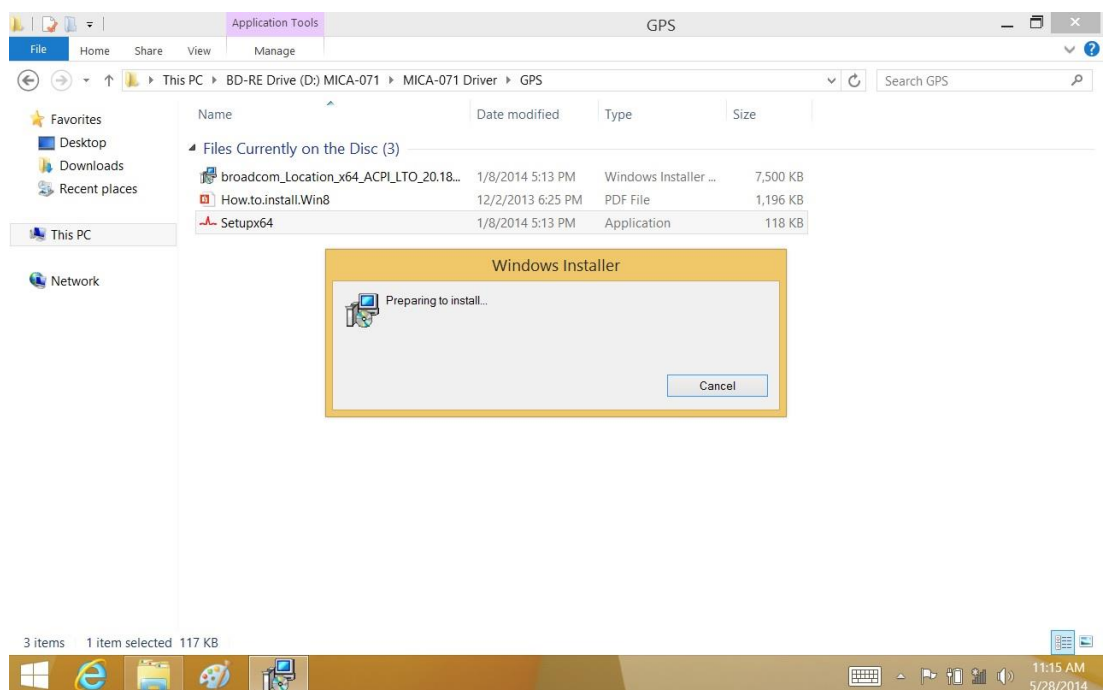 Application Tools
GPS
File Home Share View Manage
This PC BD-RE Drive (D:) MICA-071 MICA-071 Driver GPS
Search GPS
Favorites
Desktop
Downloads
Recent places
This PC
Network
Name Date modified Type Size
Files Currently on the Disc (3)
broadcom_Location_x64_ACPI_LTO_20.18... 1/8/2014 5:13 PM Windows Installer ... 7,500 KB
How.to.install.Win8 12/2/2013 6:25 PM PDF File 1,196 KB
Setupx64 1/8/2014 5:13 PM Application 118 KB
Windows Installer
Preparing to install...
Cancel
3 items 1 item selected 117 KB
11:15 AM
5/28/2014